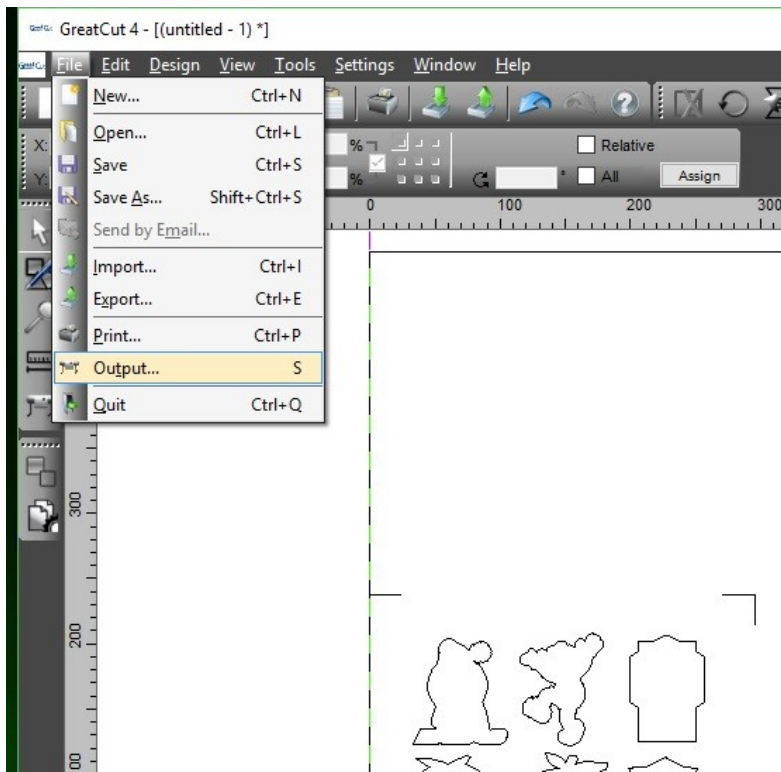 GreatCut 4 - [(untitled - 1) *]
File Edit Design View Tools Settings Window Help
New... Ctrl+N
Open... Ctrl+L
Save Ctrl+S
Save As... Shift+Ctrl+S
Send by Email...
Import... Ctrl+I
Export... Ctrl+E
Print... Ctrl+P
Output... S
Quit Ctrl+Q
X: % Relative
Y: % ° All Assign
0 100 200 300
300
200
00